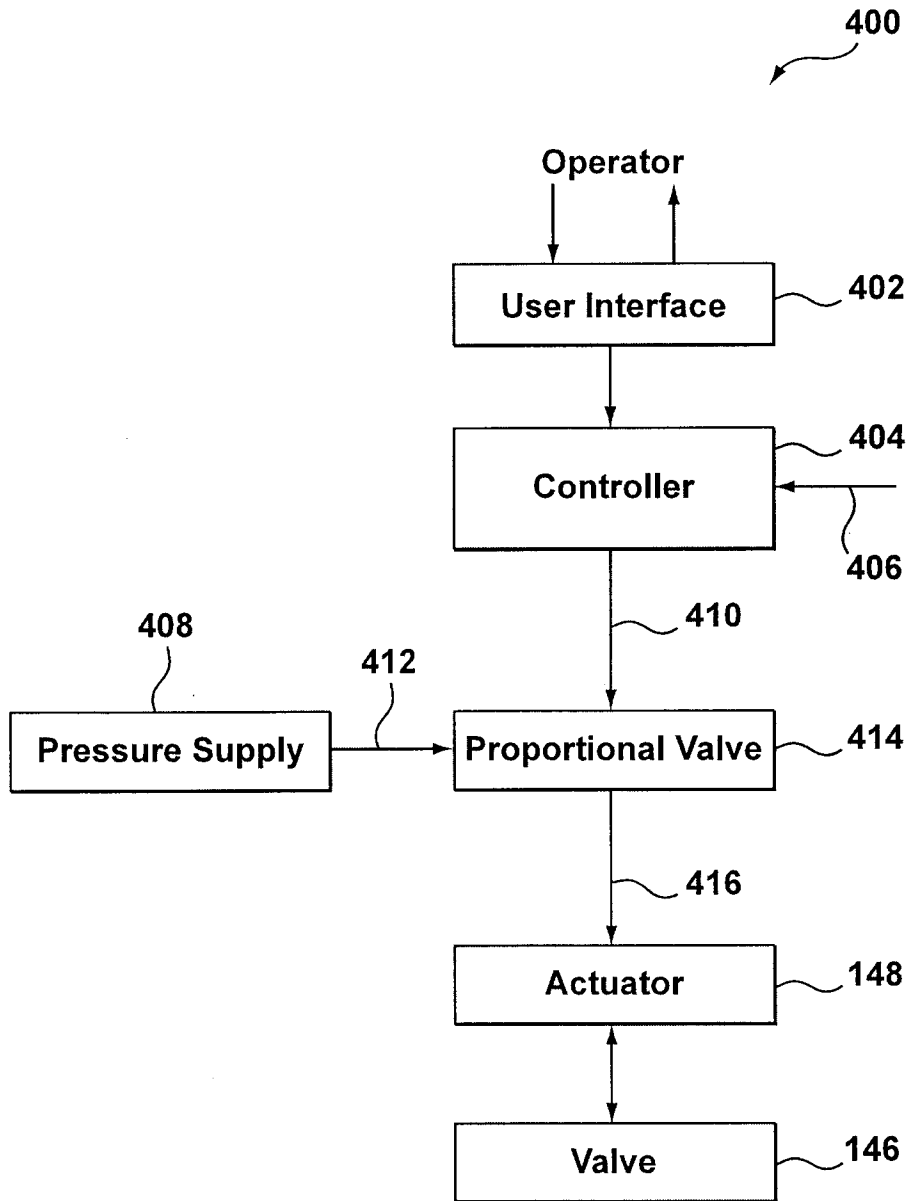 400
Operator
User Interface
402
Controller
404
406
410
408
412
Pressure Supply
Proportional Valve
414
416
Actuator
148
Valve
146